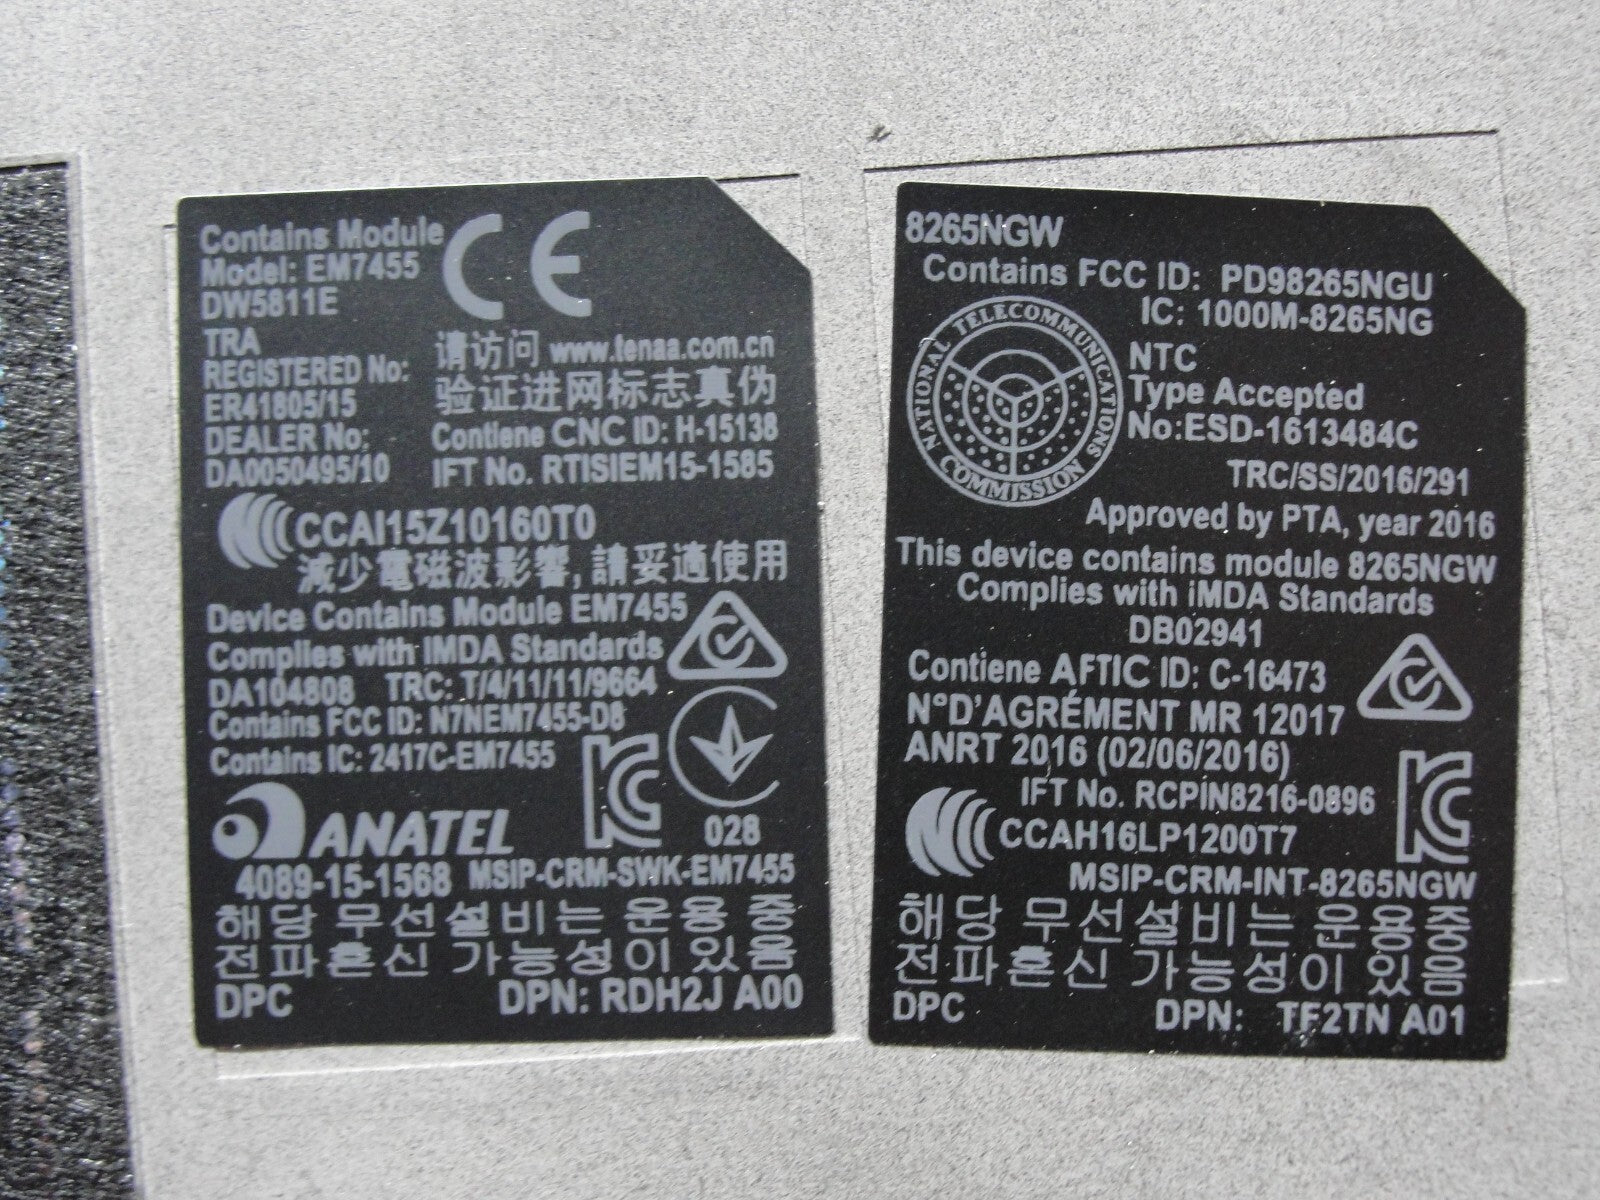 Contains Module
Model: EM7455
DW5811E
CE
TRA
REGISTERED No:
ER41805/15
DEALER No:
DA0050495/10
请访问 www.tenaa.com.cn
验证进网标志真伪
Contiene CNC ID: H-15138
IFT No. RTISIEM15-1585
CCAI15Z10160T0
減少電磁波影響,請妥適使用
Device Contains Module EM7455
Complies with IMDA Standards
DA104808 TRC: T/4/11/11/9664
Contains FCC ID: N7NEM7455-D8
Contains IC: 2417C-EM7455
ANATEL
028
4089-15-1568 MSIP-CRM-SWK-EM7455
해당 무선설비는 운용 중
전파혼신 가능성이 있음
DPC DPN: RDH2J A00
8265NGW
Contains FCC ID: PD98265NGU
IC: 1000M-8265NG
NATIONAL TELECOMMUNICATIONS COMMISSION
NTC
Type Accepted
No:ESD-1613484C
TRC/SS/2016/291
Approved by PTA, year 2016
This device contains module 8265NGW
Complies with iMDA Standards
DB02941
Contiene AFTIC ID: C-16473
N°D'AGRÉMENT MR 12017
ANRT 2016 (02/06/2016)
IFT No. RCPIN8216-0896
CCAH16LP1200T7
MSIP-CRM-INT-8265NGW
해당 무선설비는 운용중
전파혼신 가능성이 있음
DPC DPN: TF2TN A01